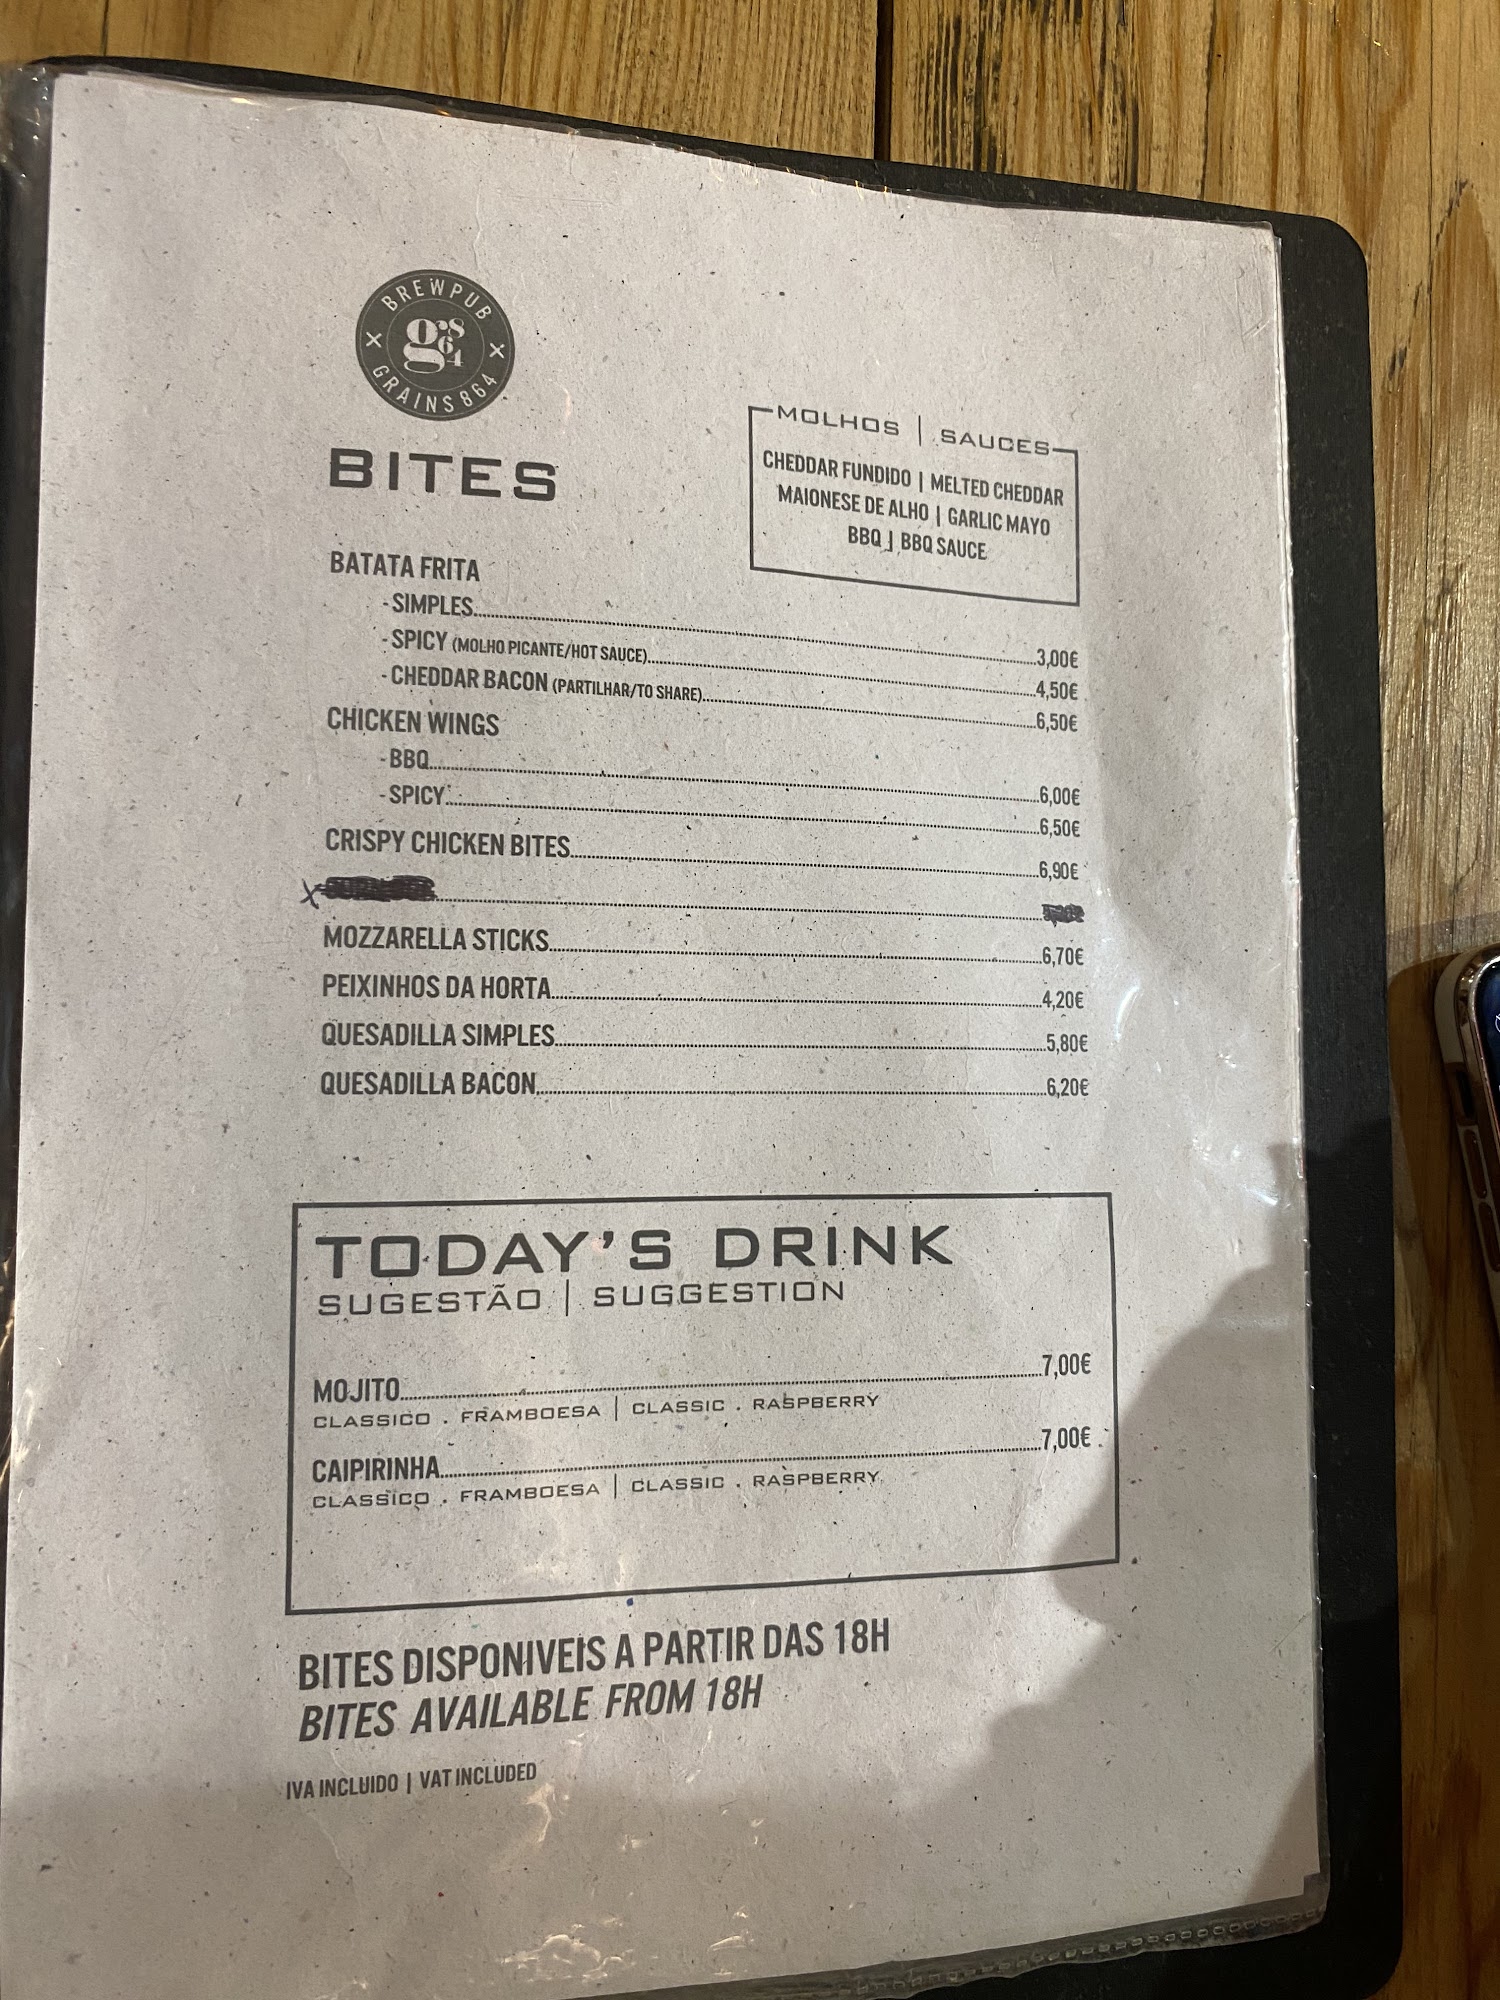 BREWPUB
g's 64
GRAINS 864
BITES
MOLHOS | SAUCES
CHEDDAR FUNDIDO | MELTED CHEDDAR
MAIONESE DE ALHO | GARLIC MAYO
BBQ | BBQ SAUCE
BATATA FRITA
- SIMPLES 3,00€
- SPICY (MOLHO PICANTE/HOT SAUCE) 4,50€
- CHEDDAR BACON (PARTILHAR/TO SHARE) 6,50€
CHICKEN WINGS
- BBQ 6,00€
- SPICY 6,50€
CRISPY CHICKEN BITES 6,90€
X
MOZZARELLA STICKS 6,70€
PEIXINHOS DA HORTA 4,20€
QUESADILLA SIMPLES 5,80€
QUESADILLA BACON 6,20€
TODAY'S DRINK
SUGESTÃO | SUGGESTION
MOJITO 7,00€
CLASSICO . FRAMBOESA | CLASSIC . RASPBERRY
CAIPIRINHA 7,00€
CLASSICO . FRAMBOESA | CLASSIC . RASPBERRY
BITES DISPONIVEIS A PARTIR DAS 18H
BITES AVAILABLE FROM 18H
IVA INCLUIDO | VAT INCLUDED